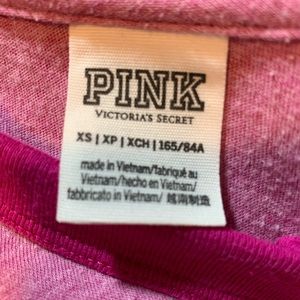 PINK
VICTORIA'S SECRET
XS | XP | XCH | 165/84A
made in Vietnam/fabriqué au
Vietnam/hecho en Vietnam/
fabbricato in Vietnam/ 越南制造